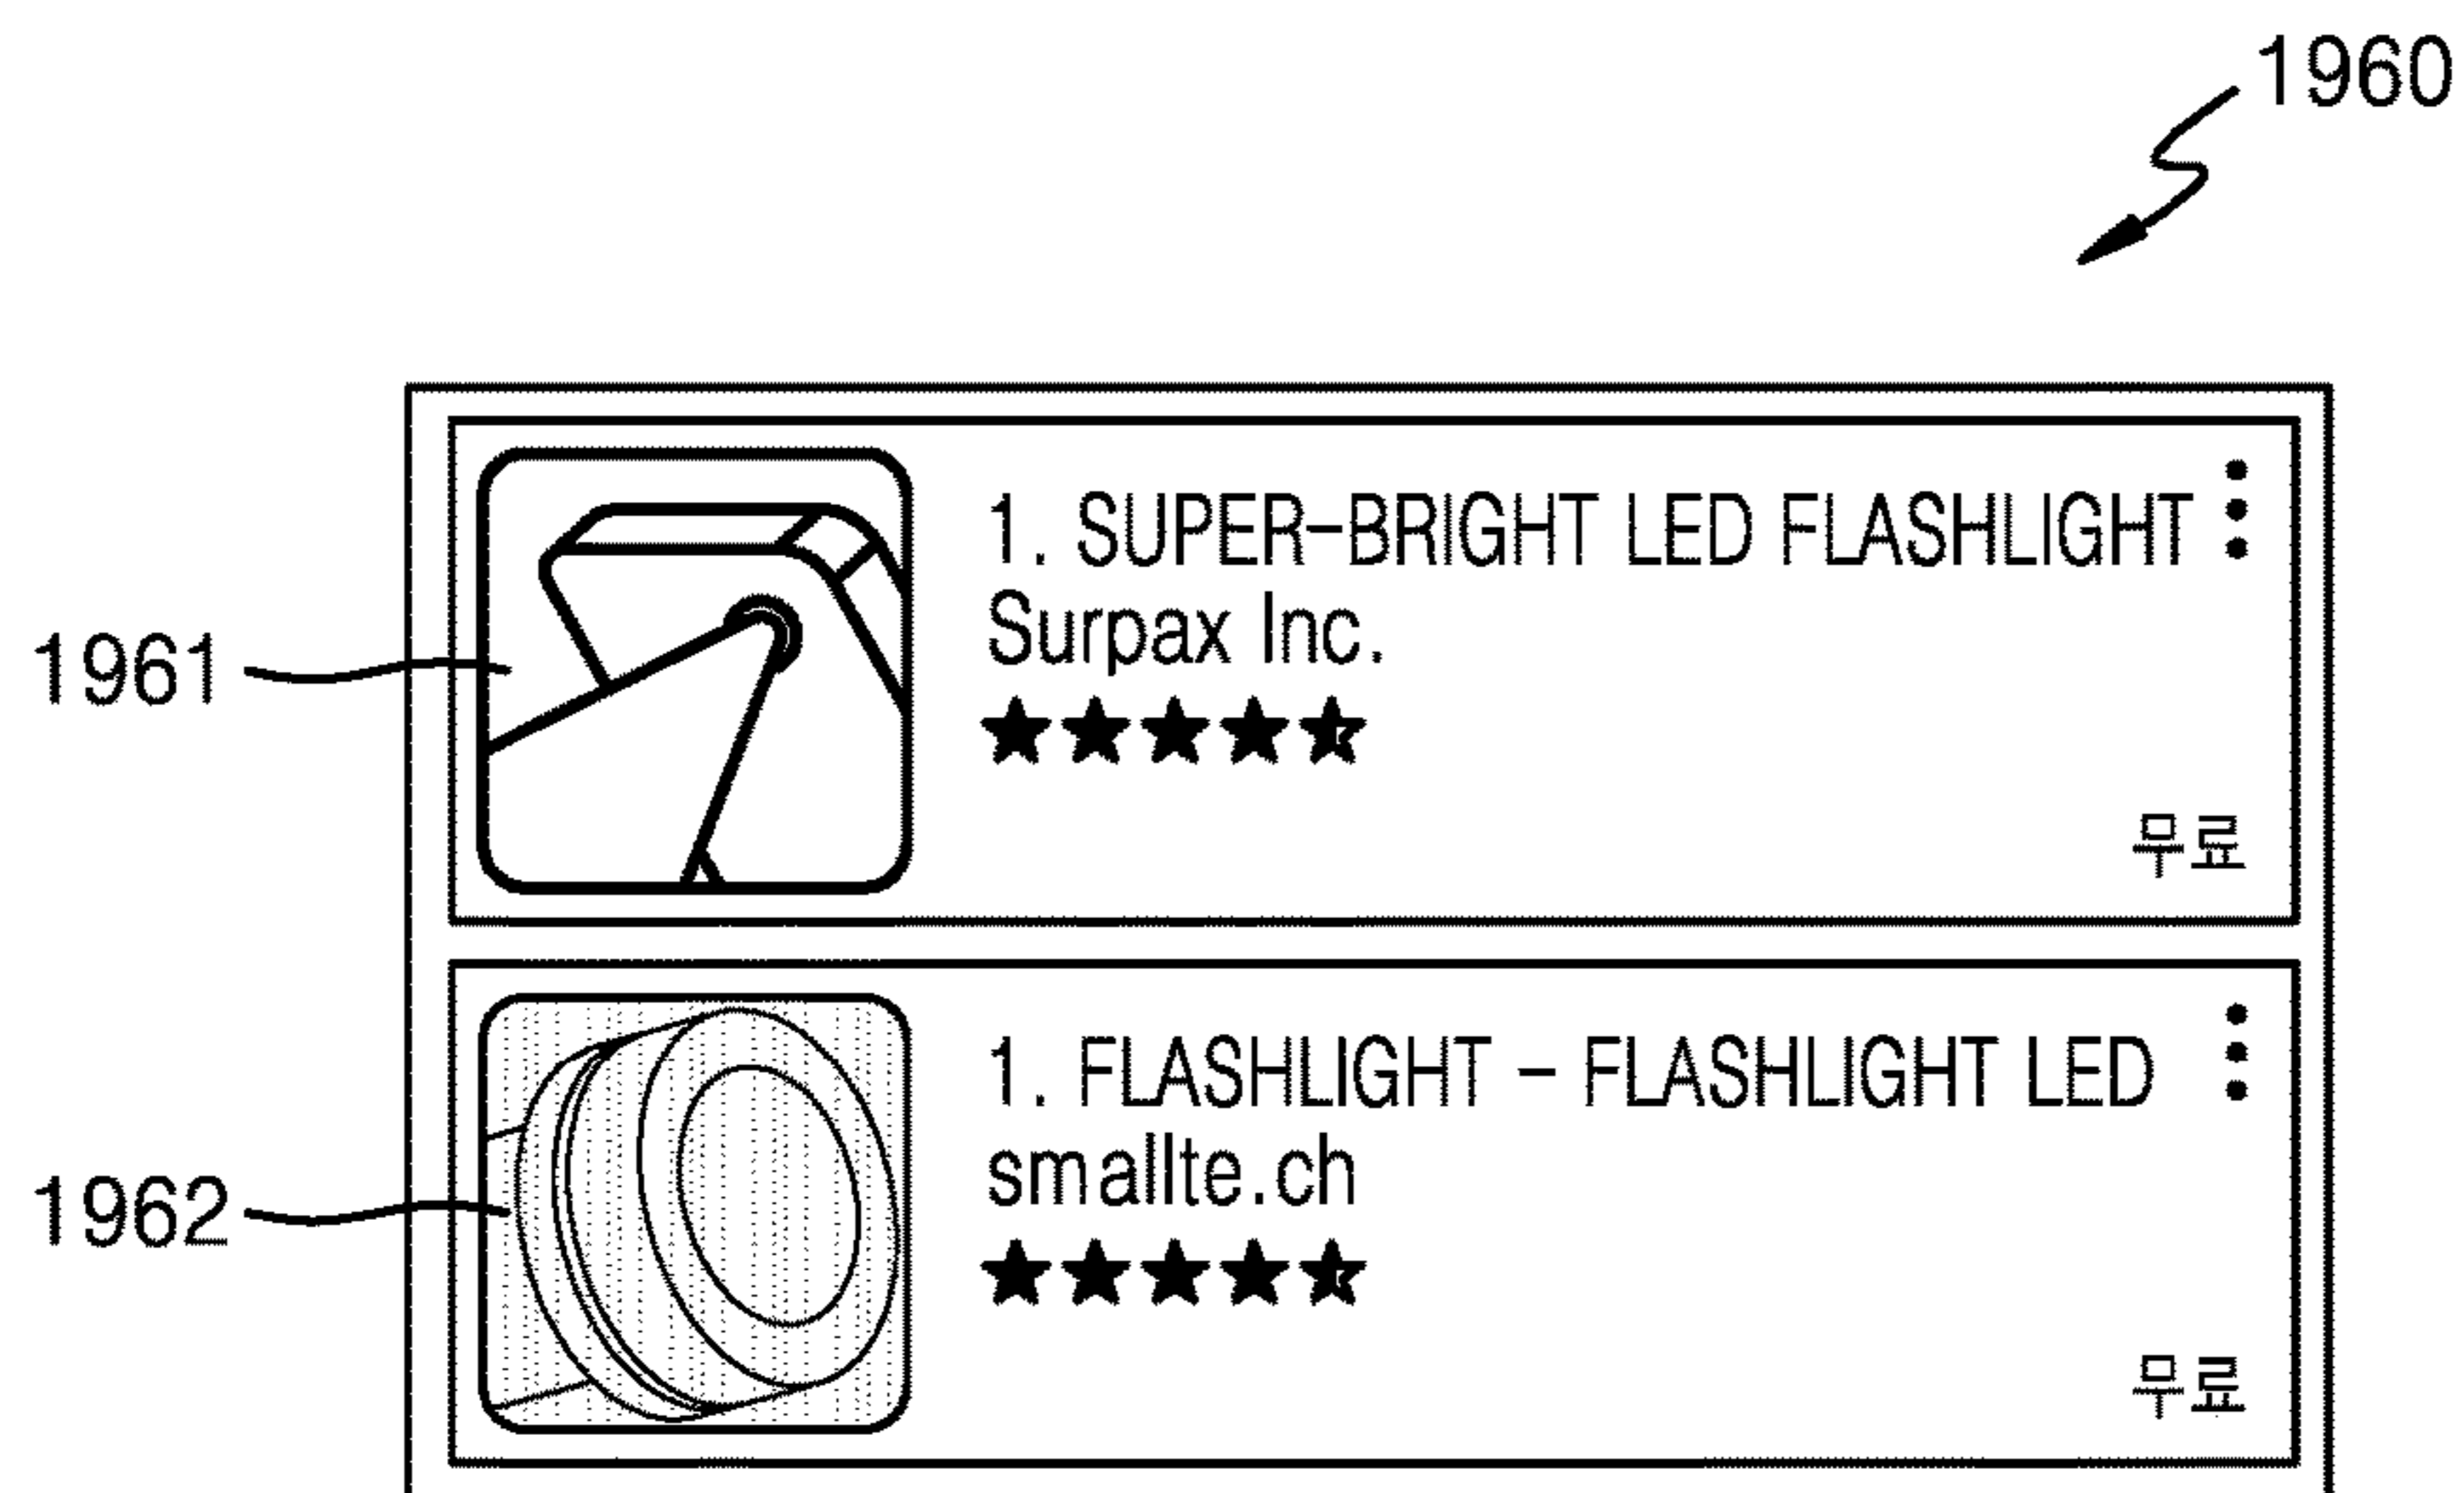 1960
1961
1. SUPER-BRIGHT LED FLASHLIGHT
Surpax Inc.
무료
1962
1. FLASHLIGHT - FLASHLIGHT LED
smallte.ch
무료